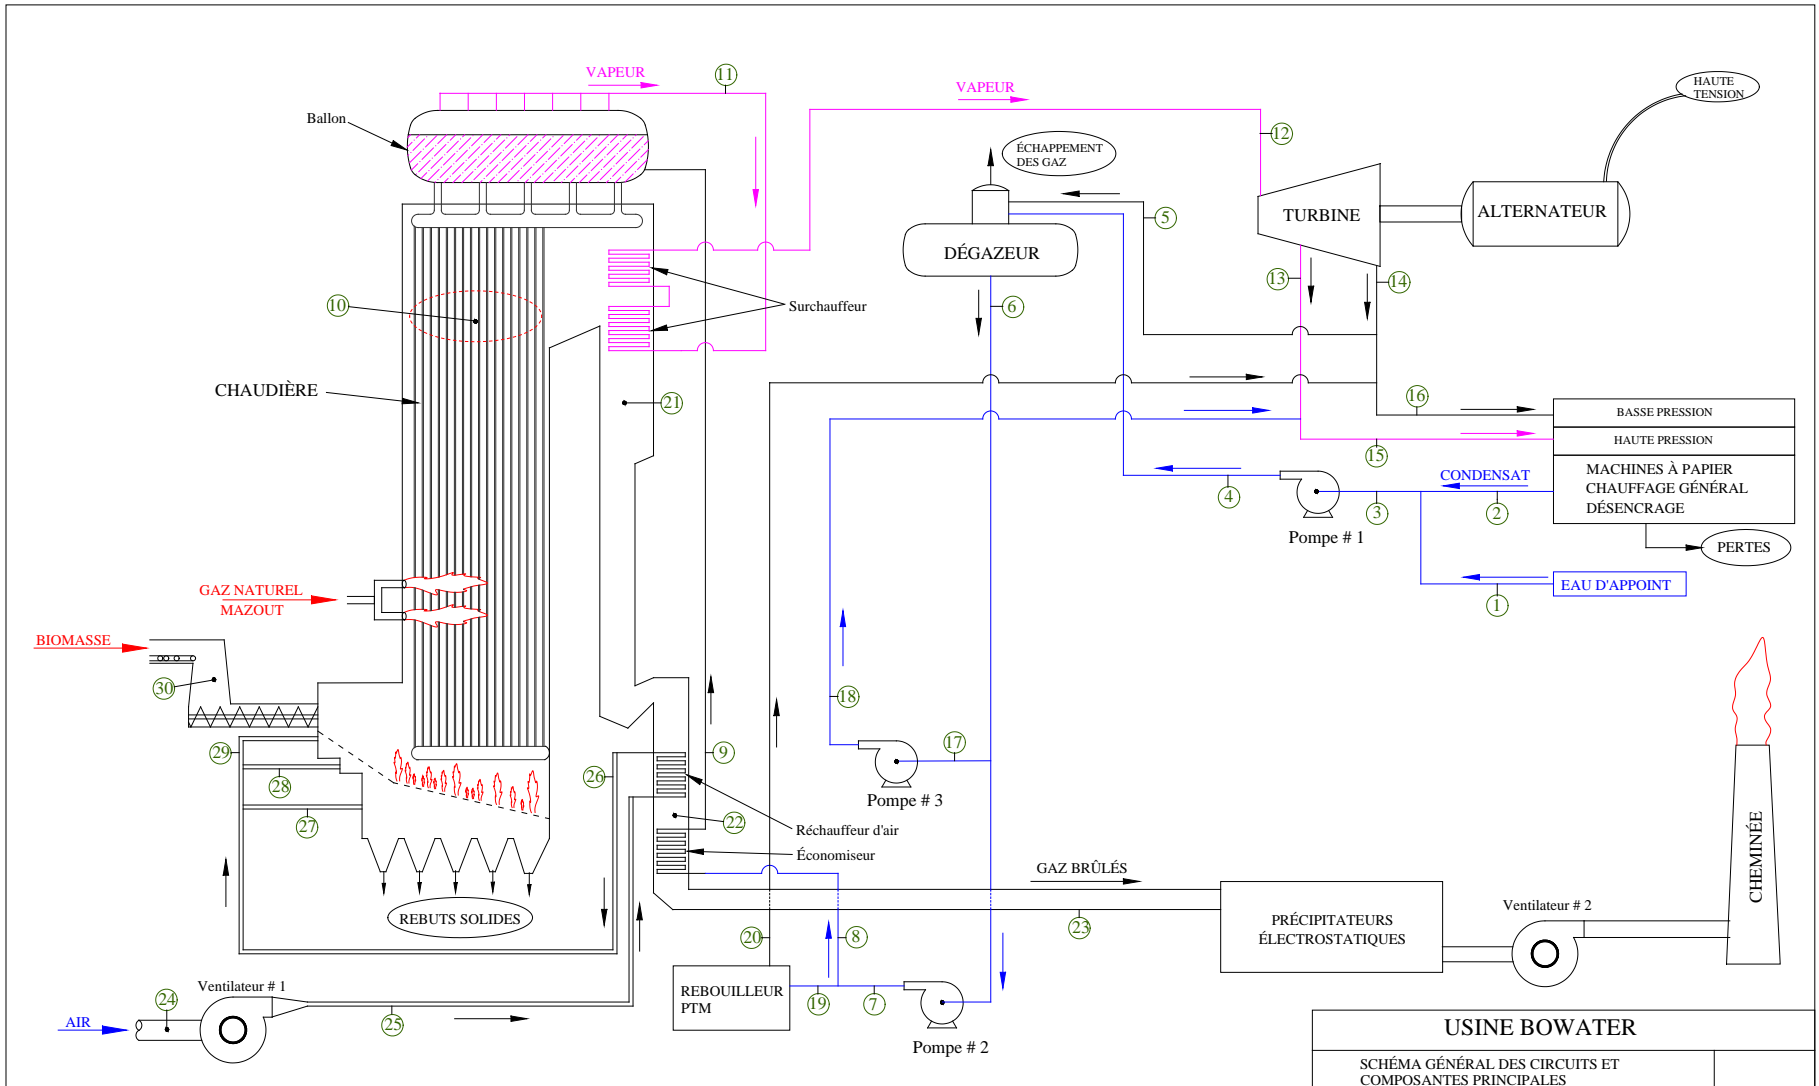 VAPEUR
11
Ballon
VAPEUR
12
HAUTE
TENSION
ÉCHAPPEMENT
DES GAZ
5
TURBINE
ALTERNATEUR
DÉGAZEUR
13
14
10
Surchauffeur
6
CHAUDIÈRE
21
16
BASSE PRESSION
HAUTE PRESSION
15
MACHINES À PAPIER
CHAUFFAGE GÉNÉRAL
DÉSENCRAGE
CONDENSAT
4
3
2
Pompe # 1
PERTES
EAU D'APPOINT
1
GAZ NATUREL
MAZOUT
BIOMASSE
30
18
29
28
27
26
9
17
Pompe # 3
22
Réchauffeur d'air
Économiseur
GAZ BRÛLÉS
CHEMINÉE
REBUTS SOLIDES
20
8
23
PRÉCIPITATEURS
ÉLECTROSTATIQUES
Ventilateur # 2
Ventilateur # 1
24
AIR
25
REBOUILLEUR
PTM
19
7
Pompe # 2
USINE BOWATER
SCHÉMA GÉNÉRAL DES CIRCUITS ET
COMPOSANTES PRINCIPALES